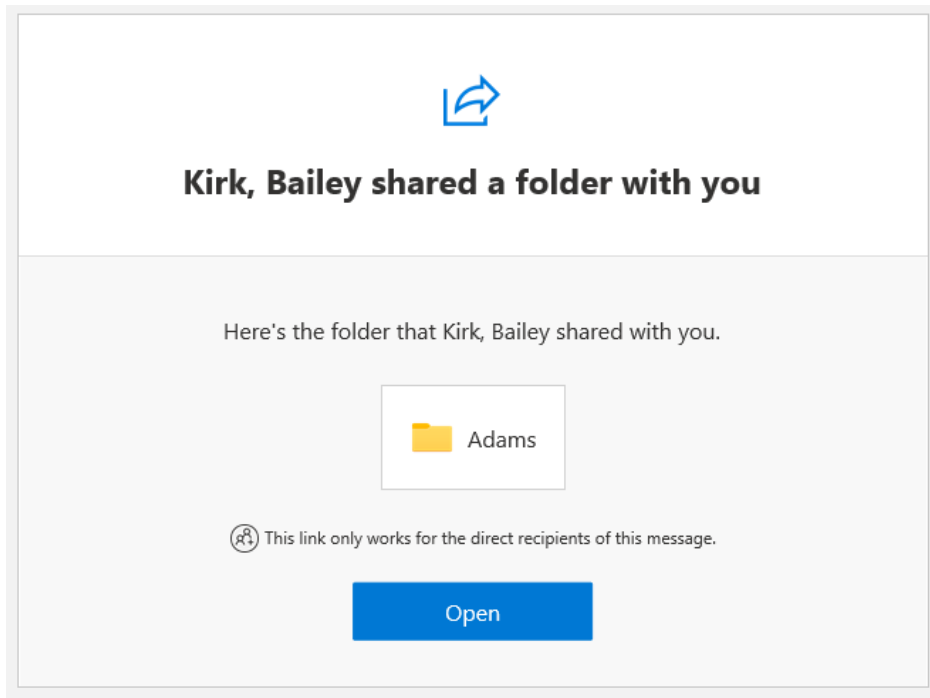 Kirk, Bailey shared a folder with you
Here's the folder that Kirk, Bailey shared with you.
Adams
This link only works for the direct recipients of this message.
Open